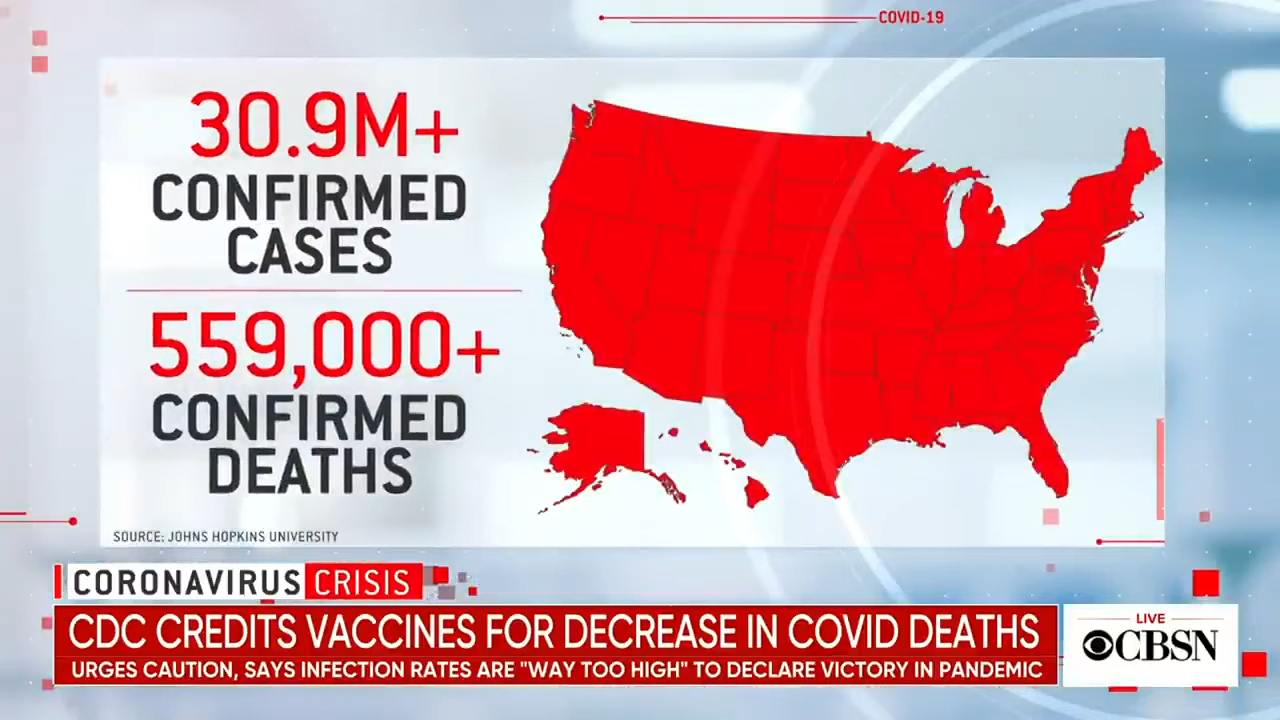 COVID-19
30.9M+
CONFIRMED
CASES
559,000+
CONFIRMED
DEATHS
SOURCE: JOHNS HOPKINS UNIVERSITY
CORONAVIRUS CRISIS
CDC CREDITS VACCINES FOR DECREASE IN COVID DEATHS
URGES CAUTION, SAYS INFECTION RATES ARE "WAY TOO HIGH" TO DECLARE VICTORY IN PANDEMIC
LIVE
CBSN